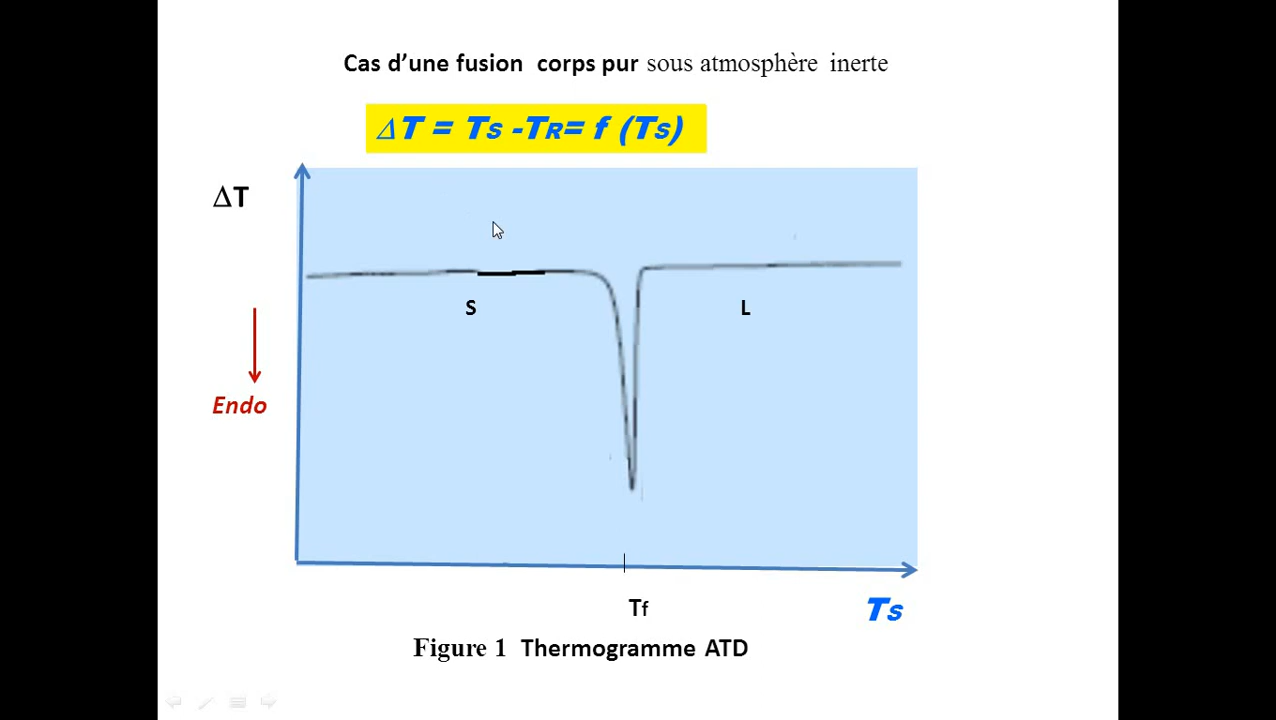 Cas d’une fusion corps pur sous atmosphère inerte
ΔT = Ts -TR= f (Ts)
ΔT
S
L
Endo
Tf
Ts
Figure 1 Thermogramme ATD